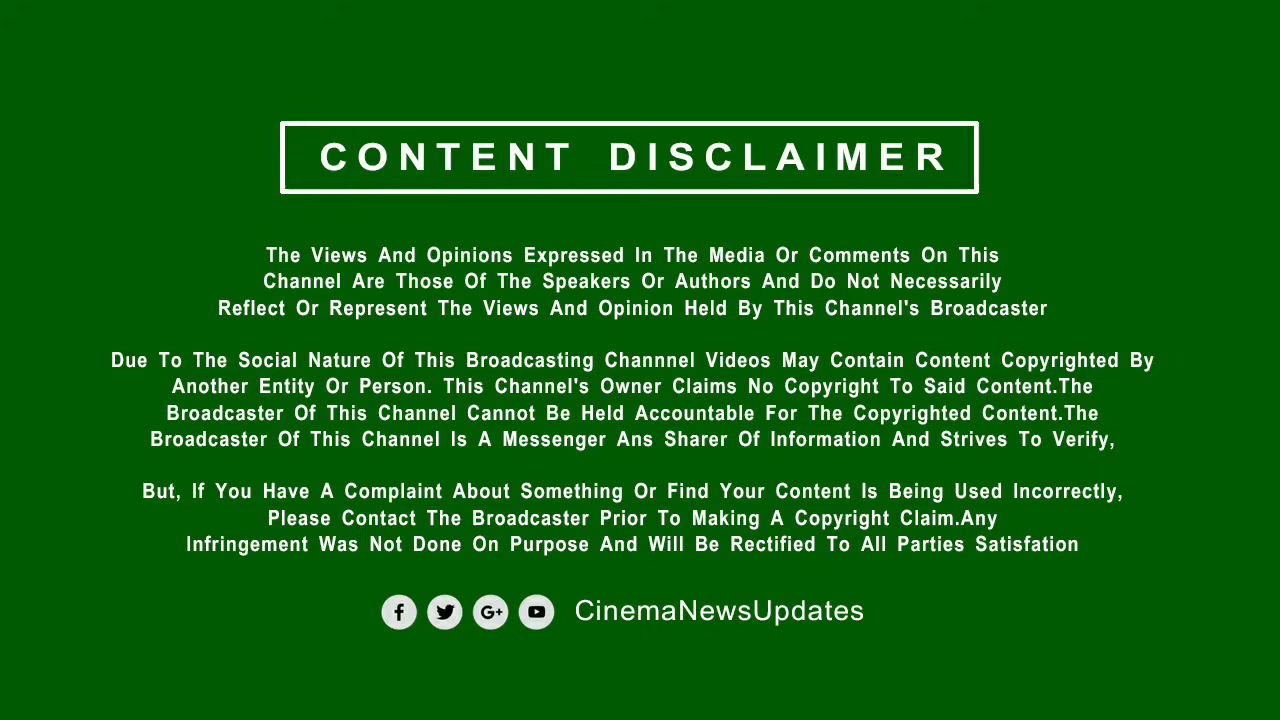 CONTENT DISCLAIMER
The Views And Opinions Expressed In The Media Or Comments On This
Channel Are Those Of The Speakers Or Authors And Do Not Necessarily
Reflect Or Represent The Views And Opinion Held By This Channel's Broadcaster
Due To The Social Nature Of This Broadcasting Channnel Videos May Contain Content Copyrighted By
Another Entity Or Person. This Channel's Owner Claims No Copyright To Said Content.The
Broadcaster Of This Channel Cannot Be Held Accountable For The Copyrighted Content.The
Broadcaster Of This Channel Is A Messenger Ans Sharer Of Information And Strives To Verify,
But, If You Have A Complaint About Something Or Find Your Content Is Being Used Incorrectly,
Please Contact The Broadcaster Prior To Making A Copyright Claim.Any
Infringement Was Not Done On Purpose And Will Be Rectified To All Parties Satisfation
CinemaNewsUpdates